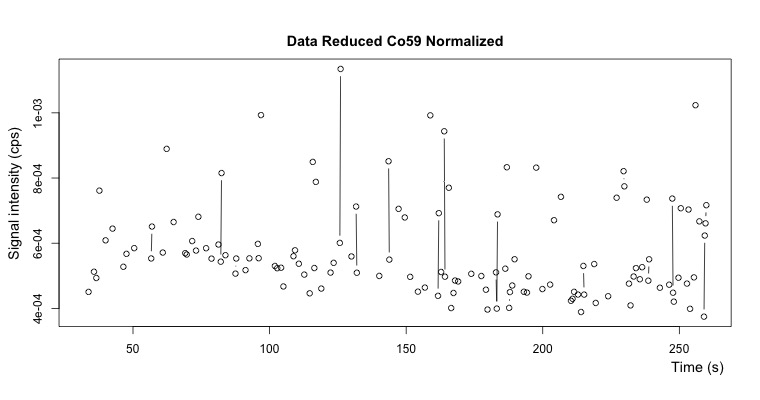 Data Reduced Co59 Normalized
Signal intensity (cps)
1e-03
8e-04
6e-04
4e-04
50 100 150 200 250
Time (s)